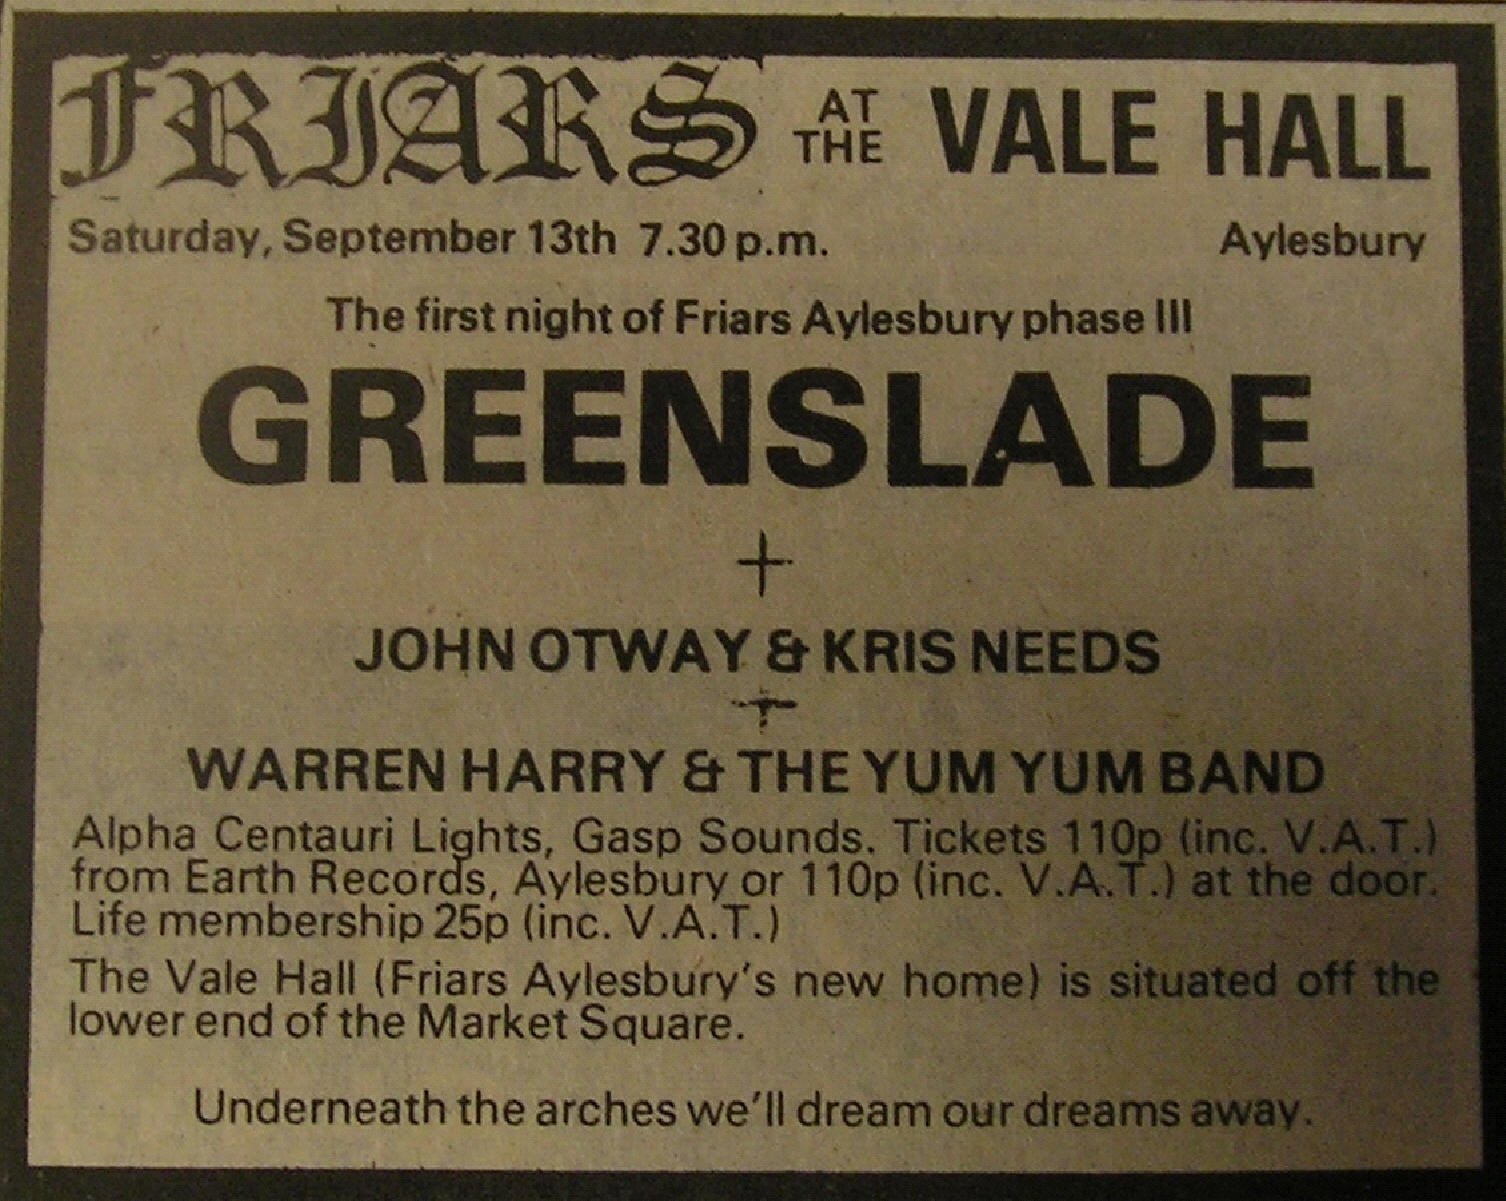 FRIARS AT THE VALE HALL
Saturday, September 13th 7.30 p.m. Aylesbury
The first night of Friars Aylesbury phase III
GREENSLADE
+
JOHN OTWAY & KRIS NEEDS
+
WARREN HARRY & THE YUM YUM BAND
Alpha Centauri Lights, Gasp Sounds. Tickets 110p (inc. V.A.T.)
from Earth Records, Aylesbury or 110p (inc. V.A.T.) at the door.
Life membership 25p (inc. V.A.T.)
The Vale Hall (Friars Aylesbury's new home) is situated off the
lower end of the Market Square.
Underneath the arches we'll dream our dreams away.